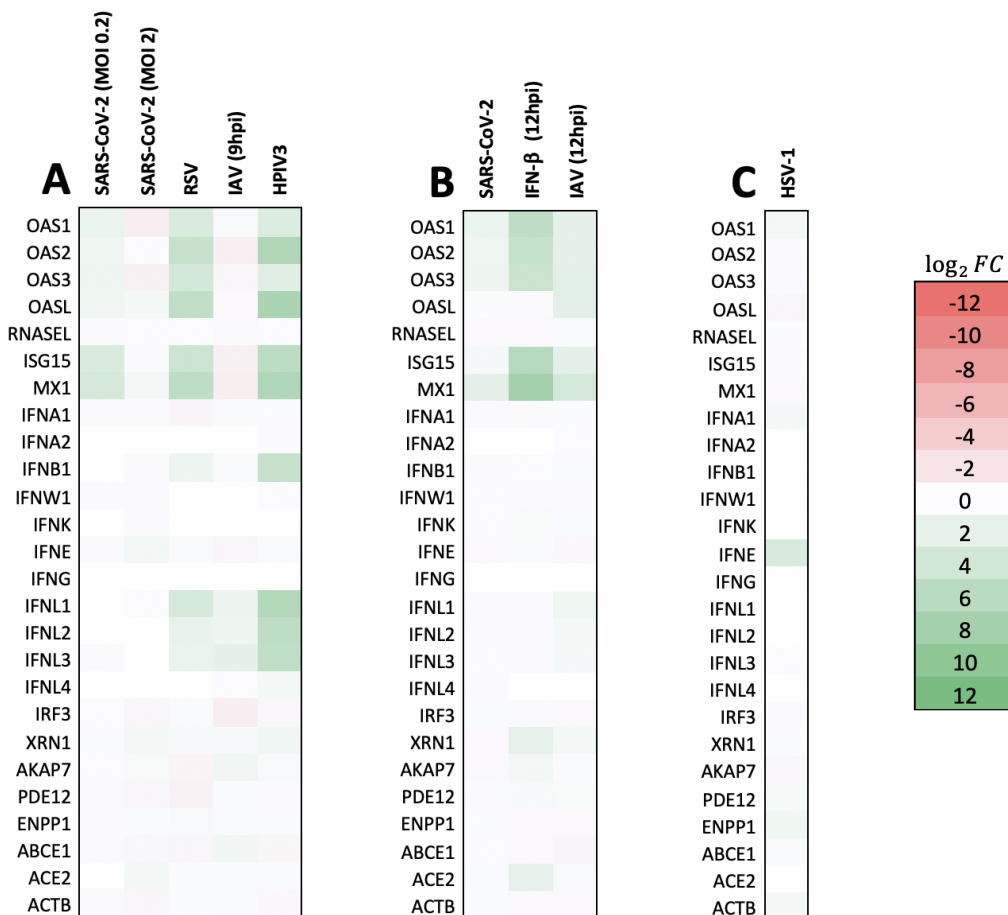 SARS-CoV-2 (MOI 0.2)
SARS-CoV-2 (MOI 2)
RSV
IAV (9hpi)
HPIV3
A
OAS1
OAS2
OAS3
OASL
RNASEL
ISG15
MX1
IFNA1
IFNA2
IFNB1
IFNW1
IFNK
IFNE
IFNG
IFNL1
IFNL2
IFNL3
IFNL4
IRF3
XRN1
AKAP7
PDE12
ENPP1
ABCE1
ACE2
ACTB
SARS-CoV-2
IFN-β (12hpi)
IAV (12hpi)
B
OAS1
OAS2
OAS3
OASL
RNASEL
ISG15
MX1
IFNA1
IFNA2
IFNB1
IFNW1
IFNK
IFNE
IFNG
IFNL1
IFNL2
IFNL3
IFNL4
IRF3
XRN1
AKAP7
PDE12
ENPP1
ABCE1
ACE2
ACTB
HSV-1
C
OAS1
OAS2
OAS3
OASL
RNASEL
ISG15
MX1
IFNA1
IFNA2
IFNB1
IFNW1
IFNK
IFNE
IFNG
IFNL1
IFNL2
IFNL3
IFNL4
IRF3
XRN1
AKAP7
PDE12
ENPP1
ABCE1
ACE2
ACTB
log₂ FC
-12
-10
-8
-6
-4
-2
0
2
4
6
8
10
12